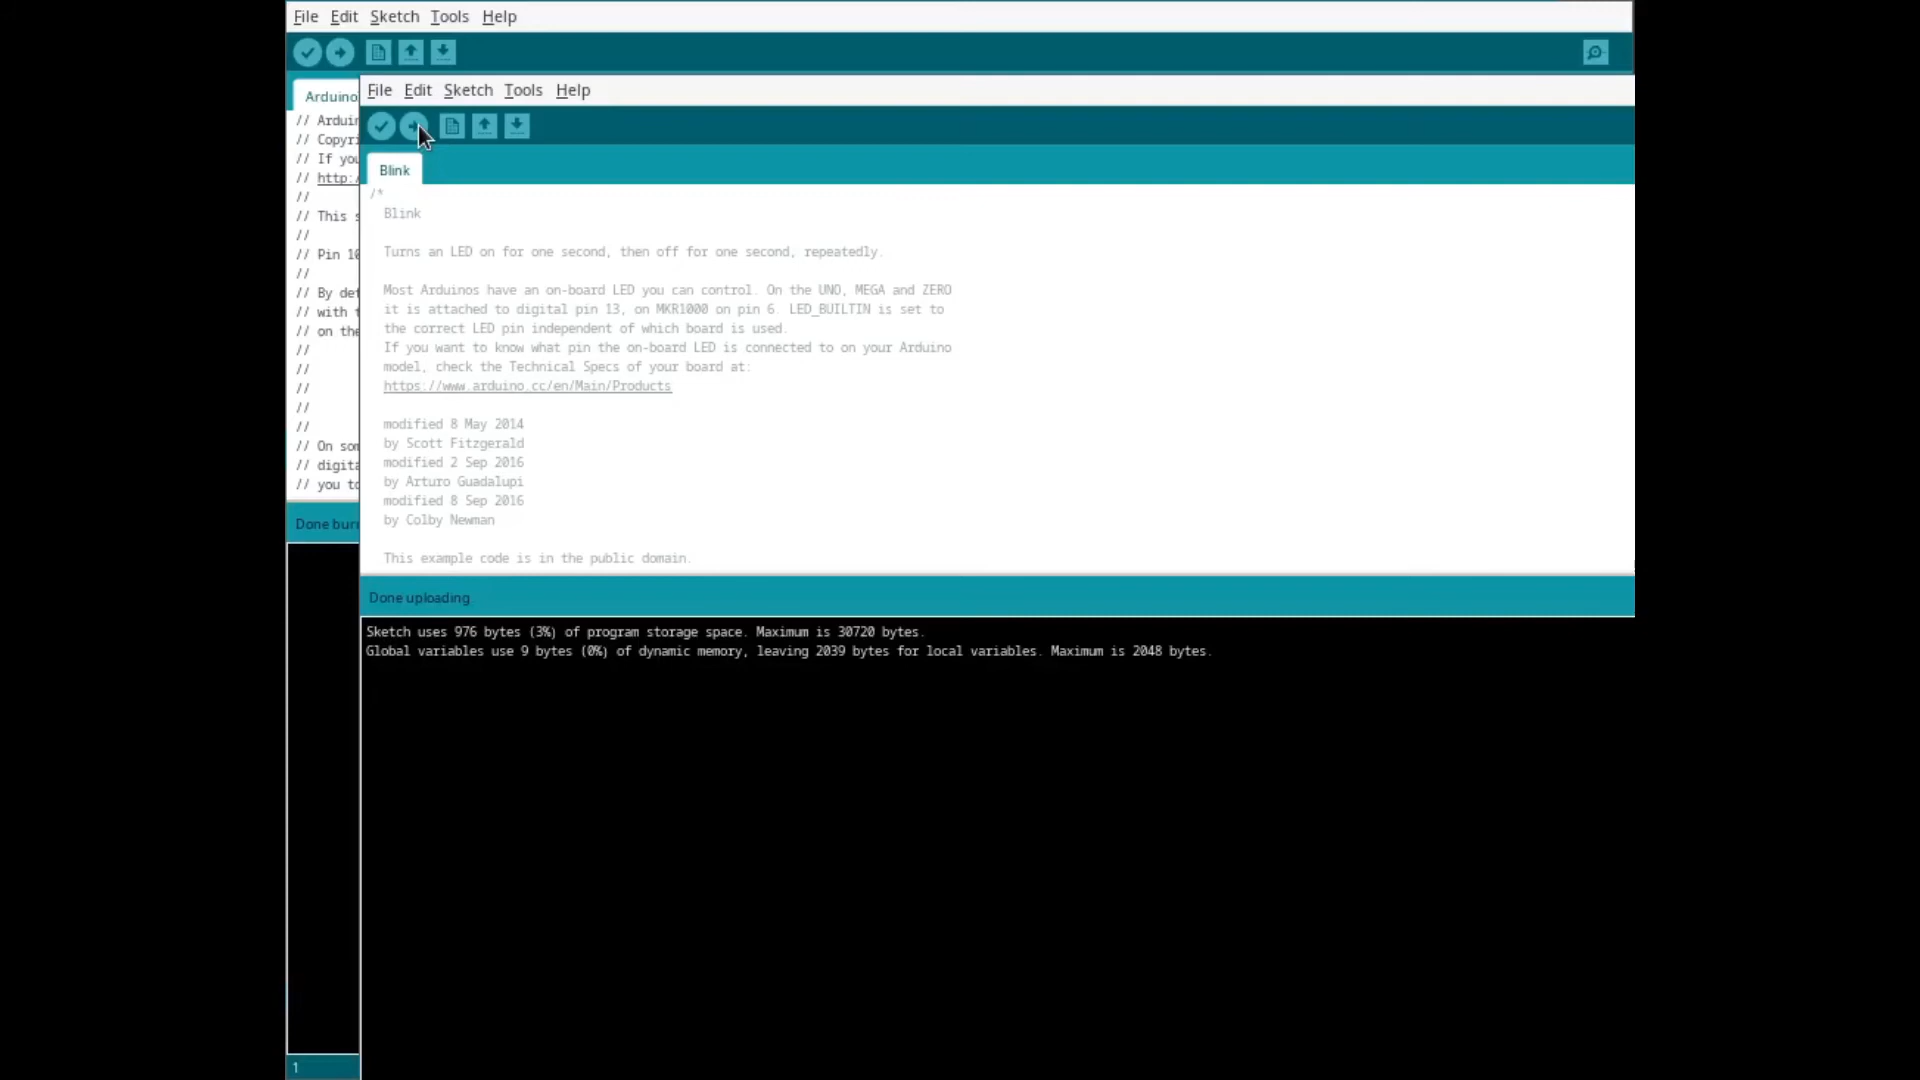 File Edit Sketch Tools Help
Arduino
// Arduin
// Copyri
// If you
// http:/
//
// This s
//
// Pin 10
//
// By def
// with t
// on the
//
//
//
//
//
// On som
// digita
// you to
Done burn
1
File Edit Sketch Tools Help
Blink
/*
Blink
Turns an LED on for one second, then off for one second, repeatedly.
Most Arduinos have an on-board LED you can control. On the UNO, MEGA and ZERO
it is attached to digital pin 13, on MKR1000 on pin 6. LED_BUILTIN is set to
the correct LED pin independent of which board is used.
If you want to know what pin the on-board LED is connected to on your Arduino
model, check the Technical Specs of your board at:
https://www.arduino.cc/en/Main/Products
modified 8 May 2014
by Scott Fitzgerald
modified 2 Sep 2016
by Arturo Guadalupi
modified 8 Sep 2016
by Colby Newman
This example code is in the public domain.
Done uploading
Sketch uses 976 bytes (3%) of program storage space. Maximum is 30720 bytes.
Global variables use 9 bytes (0%) of dynamic memory, leaving 2039 bytes for local variables. Maximum is 2048 bytes.